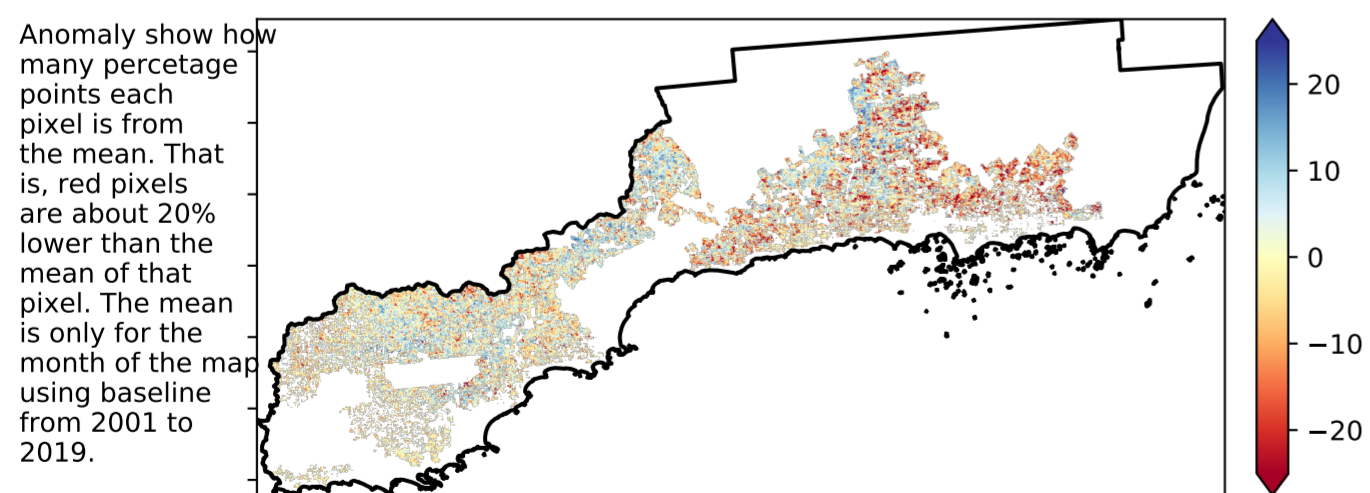 Anomaly show how
many percetage
points each
pixel is from
the mean. That
is, red pixels
are about 20%
lower than the
mean of that
pixel. The mean
is only for the
month of the map
using baseline
from 2001 to
2019.
20
10
0
−10
−20